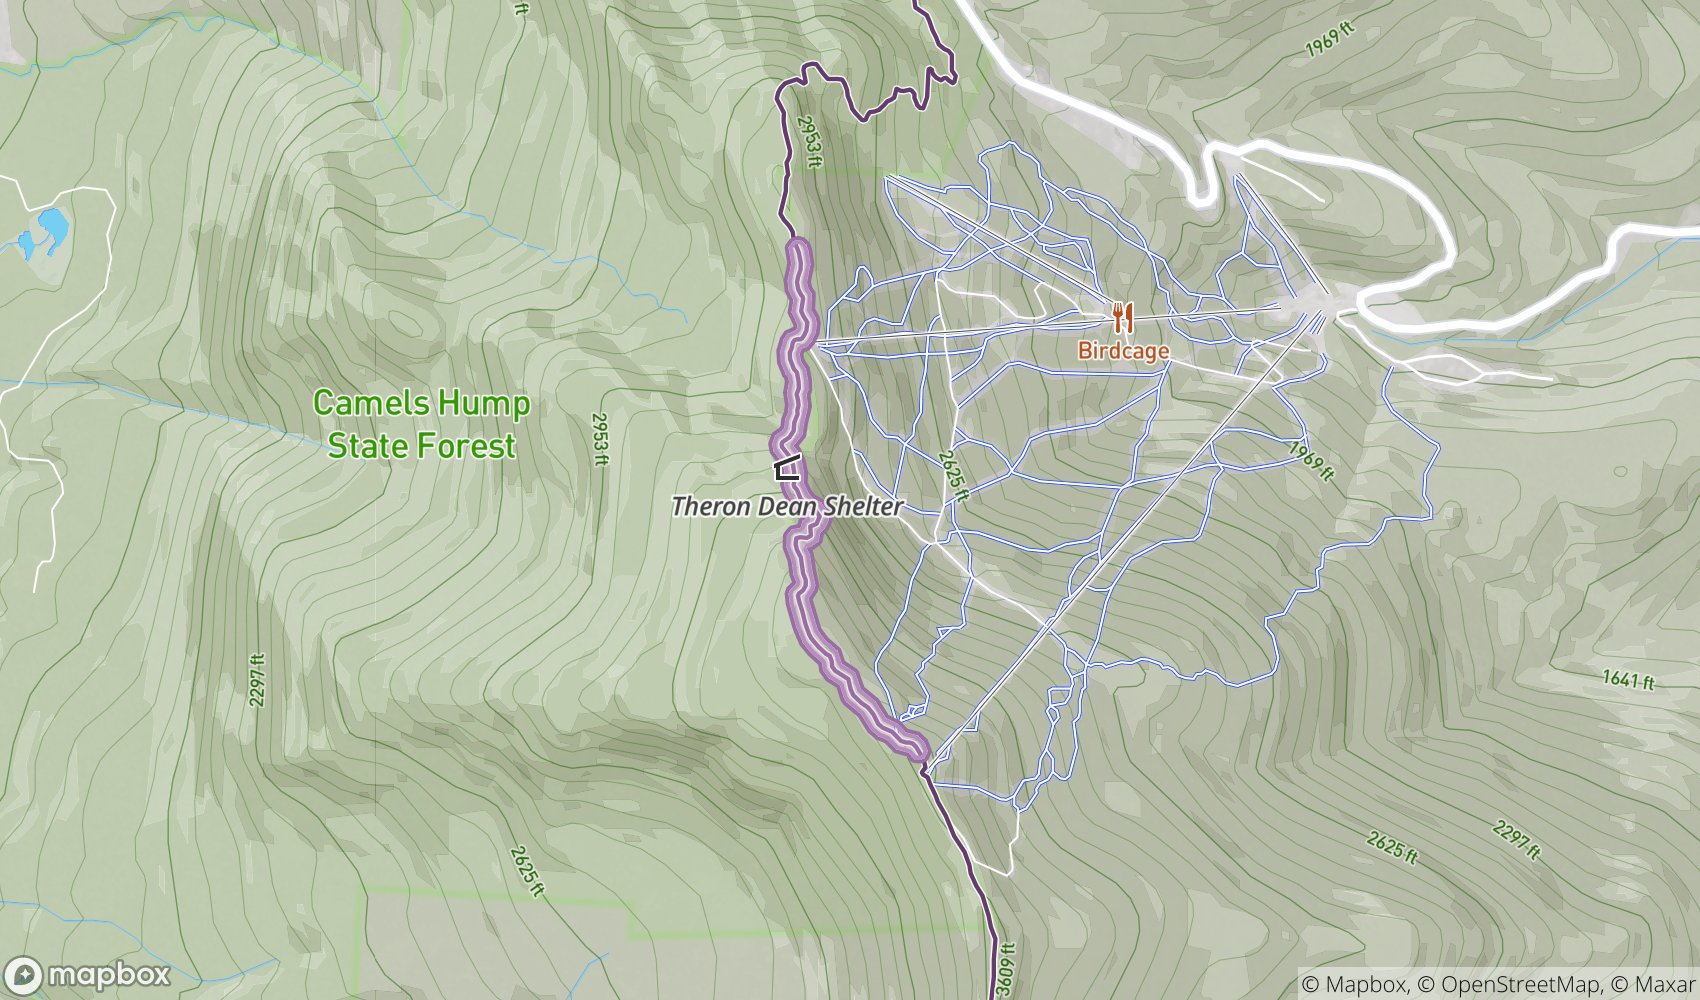 ft
1969 ft
2953 ft
Birdcage
Camels Hump
State Forest
2953 ft
2625 ft
1969 ft
Theron Dean Shelter
2297 ft
1641 ft
2625 ft
2625 ft
2297 ft
3609 ft
mapbox
© Mapbox, © OpenStreetMap, © Maxar